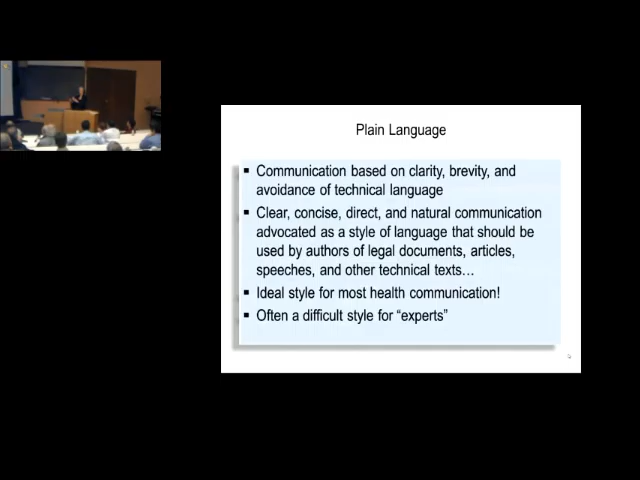 Plain Language
▪ Communication based on clarity, brevity, and
avoidance of technical language
▪ Clear, concise, direct, and natural communication
advocated as a style of language that should be
used by authors of legal documents, articles,
speeches, and other technical texts…
▪ Ideal style for most health communication!
▪ Often a difficult style for “experts”